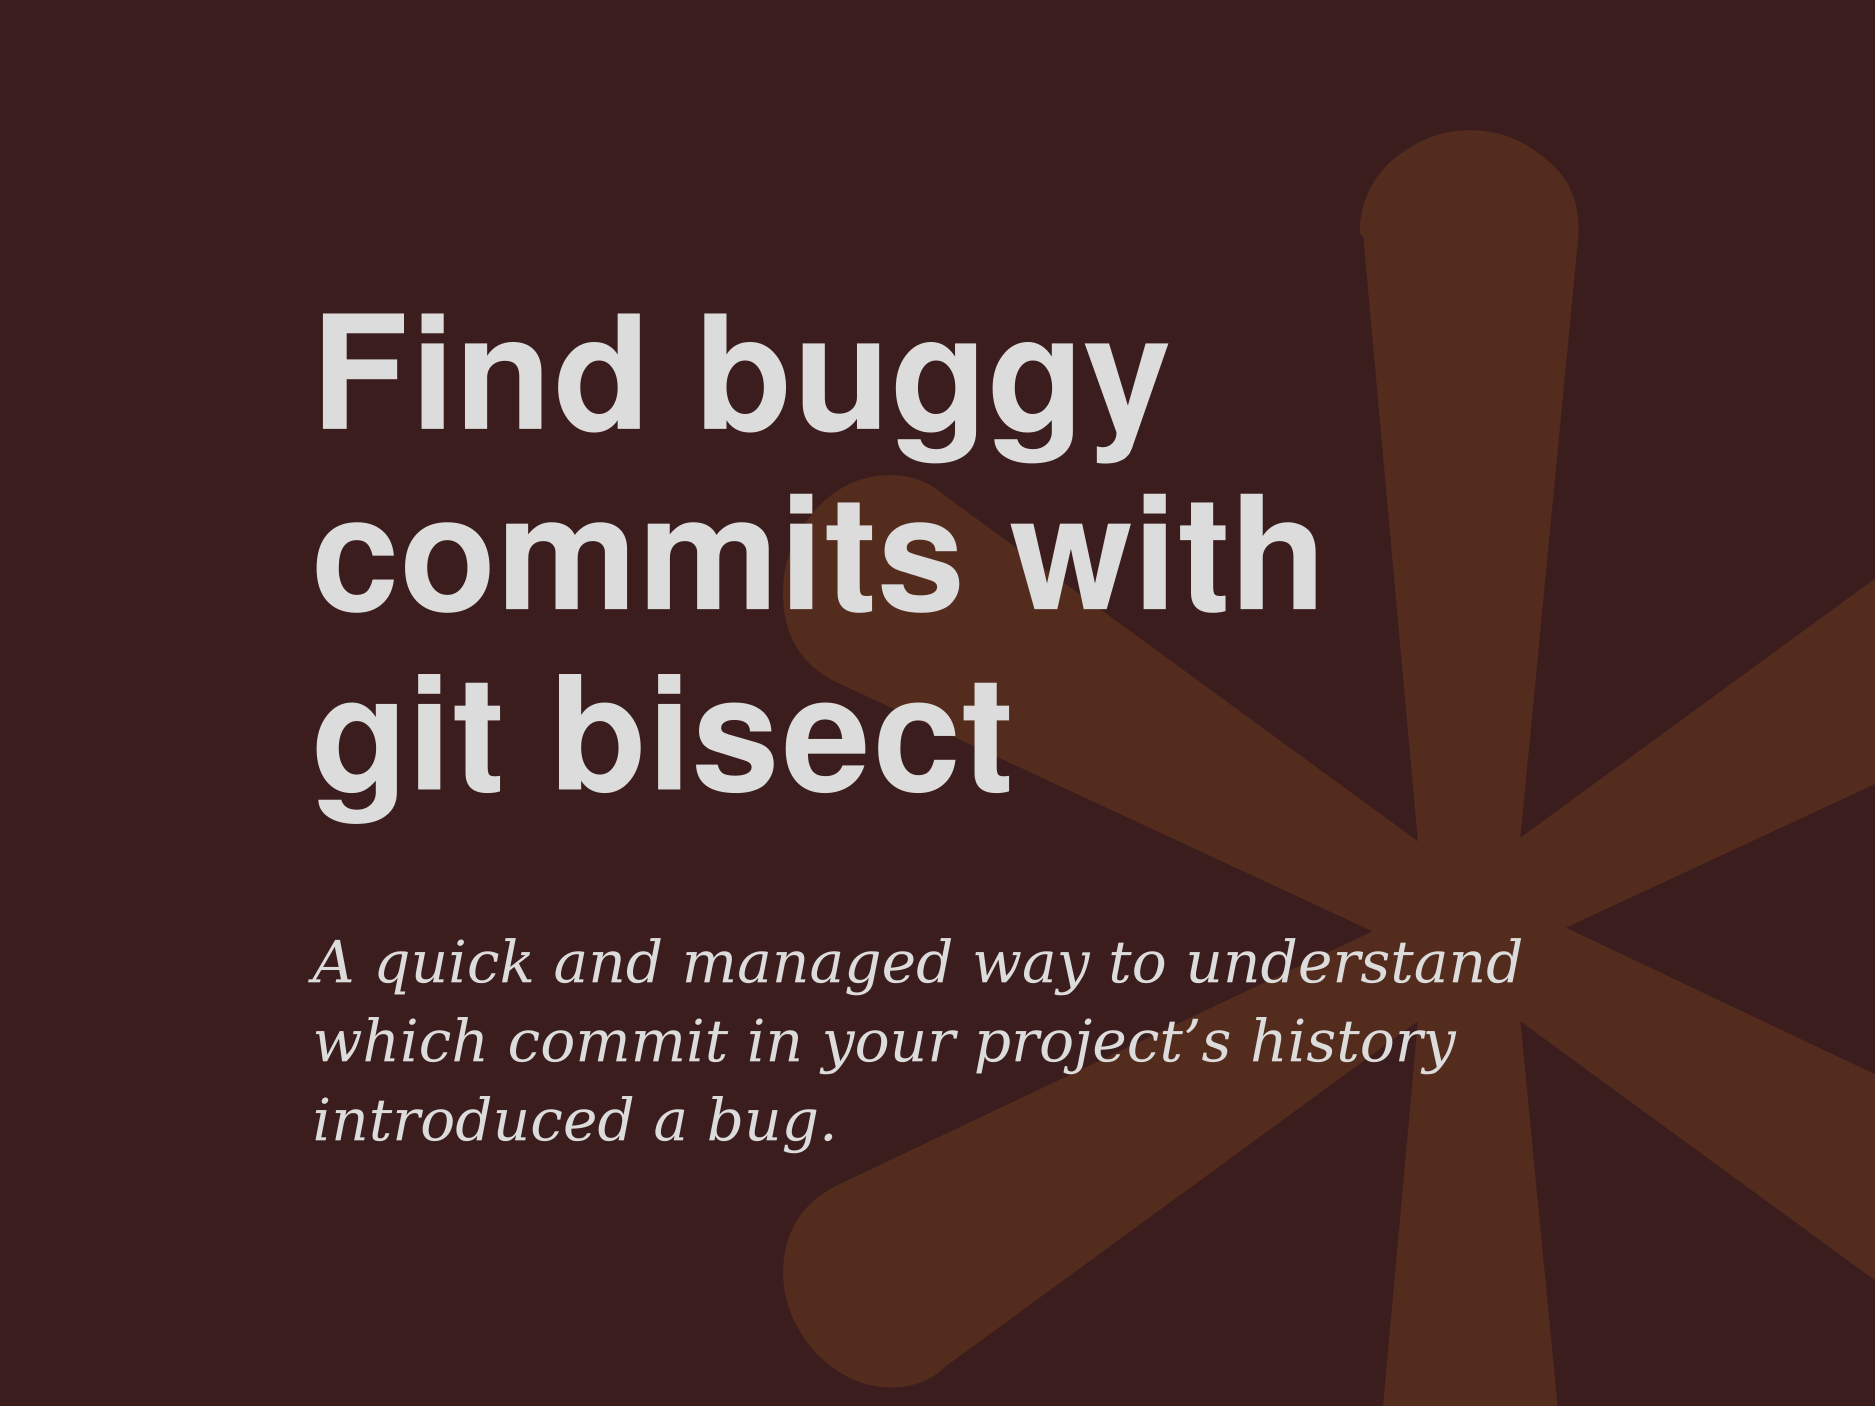 Find buggy
commits with
git bisect
A quick and managed way to understand
which commit in your project’s history
introduced a bug.